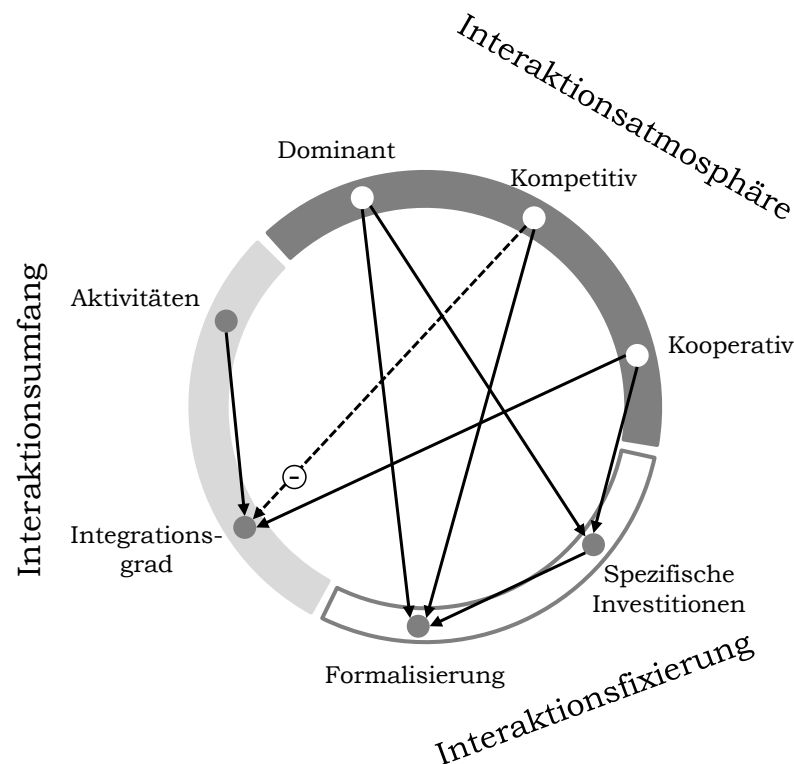 Interaktionsatmosphäre
Dominant
Kompetitiv
Interaktionsumfang
Aktivitäten
Kooperativ
-
Integrations-
grad
Spezifische
Investitionen
Formalisierung
Interaktionsfixierung